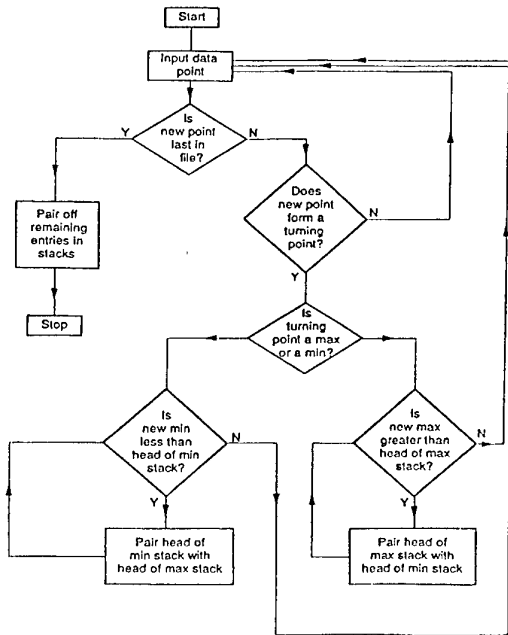 Start
Input data
point
Is
new point
last in
file?
Y
N
Pair off
remaining
entries in
stacks
Stop
Does
new point
form a
turning
point?
N
Y
Is
turning
point a max
or a min?
Is
new min
less than
head of min
stack?
N
Y
Pair head of
min stack with
head of max stack
Is
new max
greater than
head of max
stack?
N
Y
Pair head of
max stack with
head of min stack